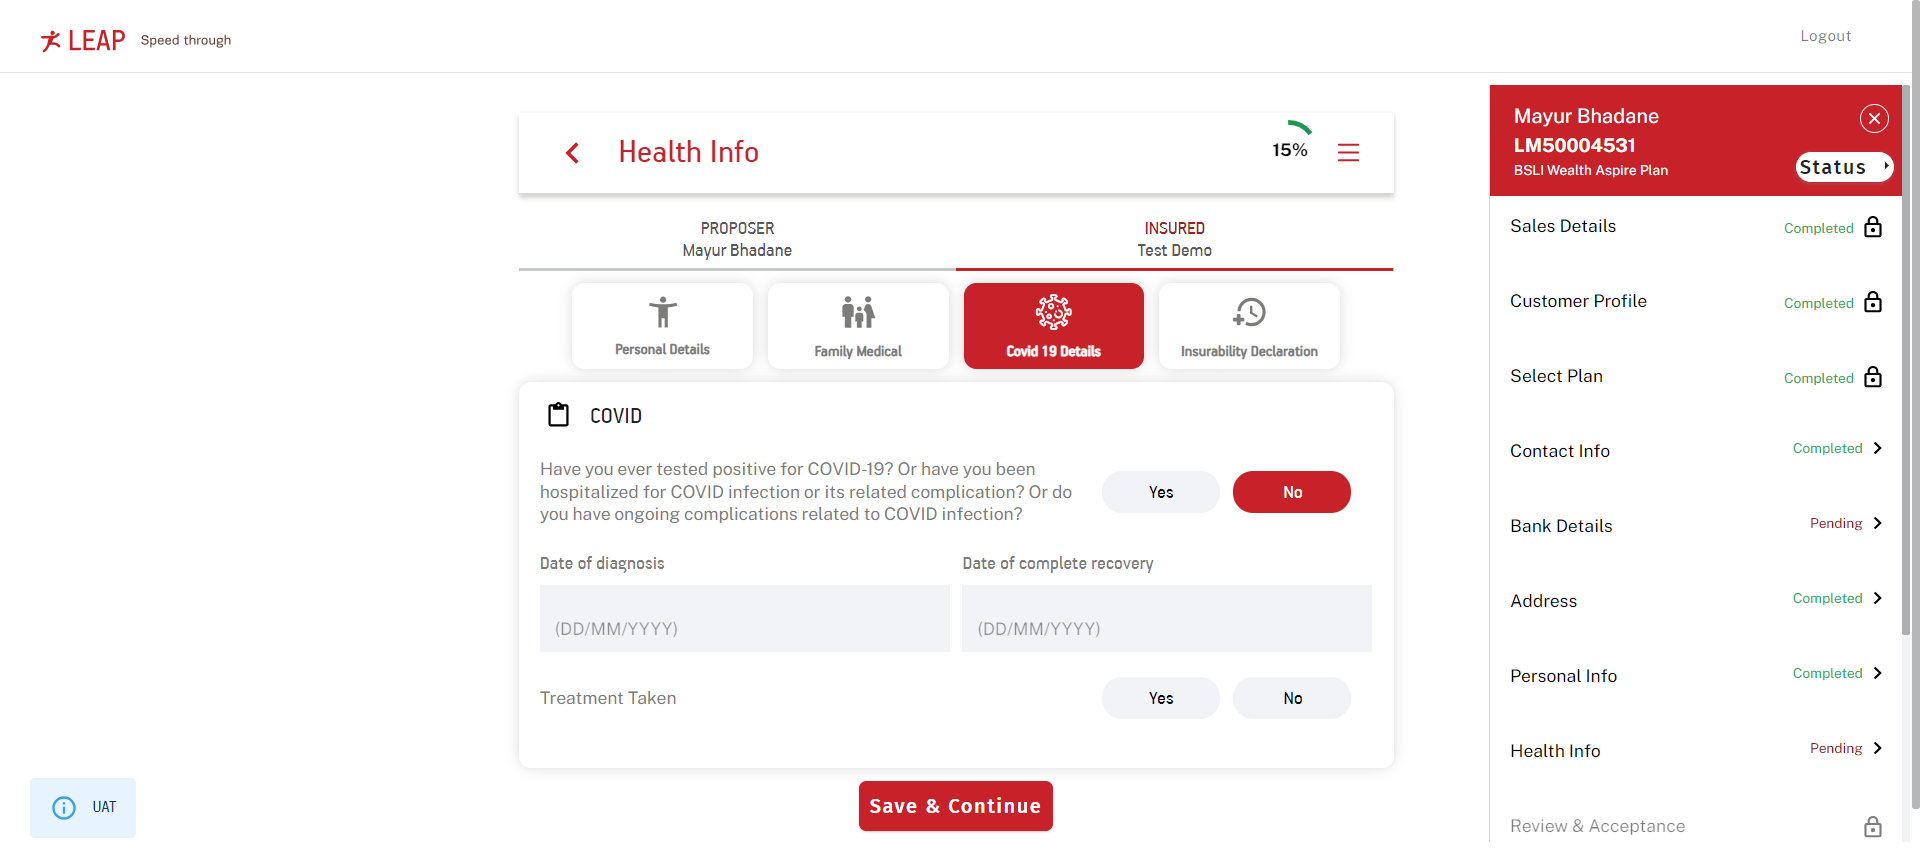 LEAP Speed through
Logout
Health Info
15%
PROPOSER
Mayur Bhadane
INSURED
Test Demo
Personal Details
Family Medical
Covid 19 Details
Insurability Declaration
COVID
Have you ever tested positive for COVID-19? Or have you been
hospitalized for COVID infection or its related complication? Or do
you have ongoing complications related to COVID infection?
Yes
No
Date of diagnosis
Date of complete recovery
(DD/MM/YYYY)
(DD/MM/YYYY)
Treatment Taken
Yes
No
Save & Continue
UAT
Mayur Bhadane
LM50004531
BSLI Wealth Aspire Plan
Status
Sales Details Completed
Customer Profile Completed
Select Plan Completed
Contact Info Completed
Bank Details Pending
Address Completed
Personal Info Completed
Health Info Pending
Review & Acceptance